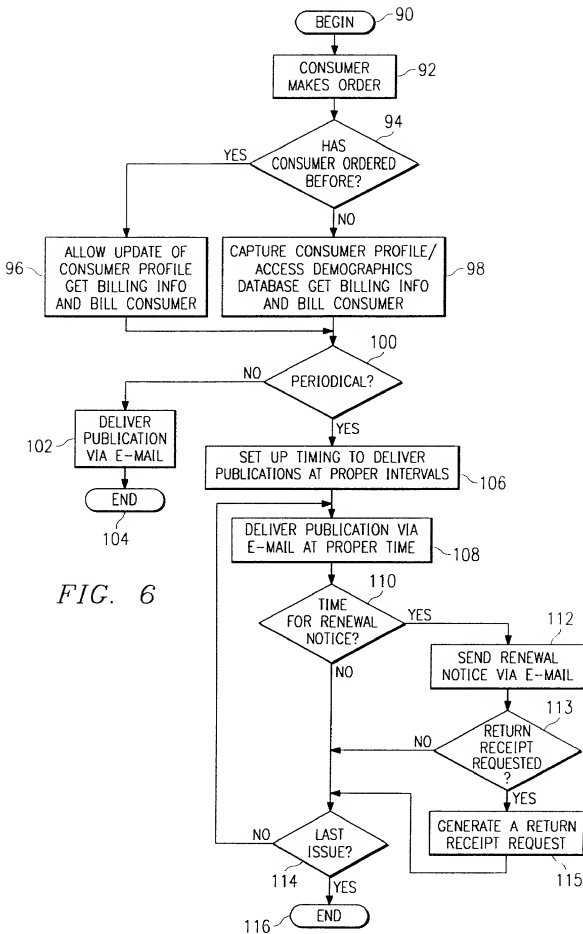 BEGIN
90
CONSUMER
MAKES ORDER
92
94
HAS
CONSUMER ORDERED
BEFORE?
YES
NO
96
ALLOW UPDATE OF
CONSUMER PROFILE
GET BILLING INFO
AND BILL CONSUMER
CAPTURE CONSUMER PROFILE/
ACCESS DEMOGRAPHICS
DATABASE GET BILLING INFO
AND BILL CONSUMER
98
100
PERIODICAL?
NO
YES
102
DELIVER
PUBLICATION
VIA E-MAIL
END
104
SET UP TIMING TO DELIVER
PUBLICATIONS AT PROPER INTERVALS
106
DELIVER PUBLICATION VIA
E-MAIL AT PROPER TIME
108
FIG. 6
110
TIME
FOR RENEWAL
NOTICE?
YES
NO
112
SEND RENEWAL
NOTICE VIA E-MAIL
113
RETURN
RECEIPT
REQUESTED
?
NO
YES
GENERATE A RETURN
RECEIPT REQUEST
115
LAST
ISSUE?
NO
114
YES
END
116